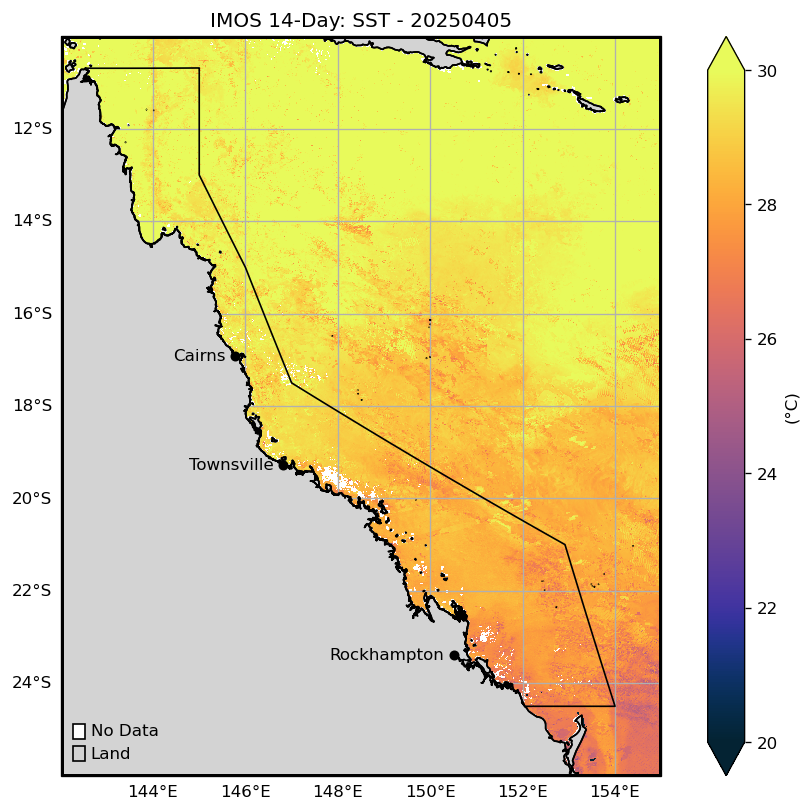 IMOS 14-Day: SST - 20250405
12°S
14°S
16°S
18°S
20°S
22°S
24°S
Cairns
Townsville
Rockhampton
No Data
Land
144°E 146°E 148°E 150°E 152°E 154°E
30
28
26
24
22
20
(°C)